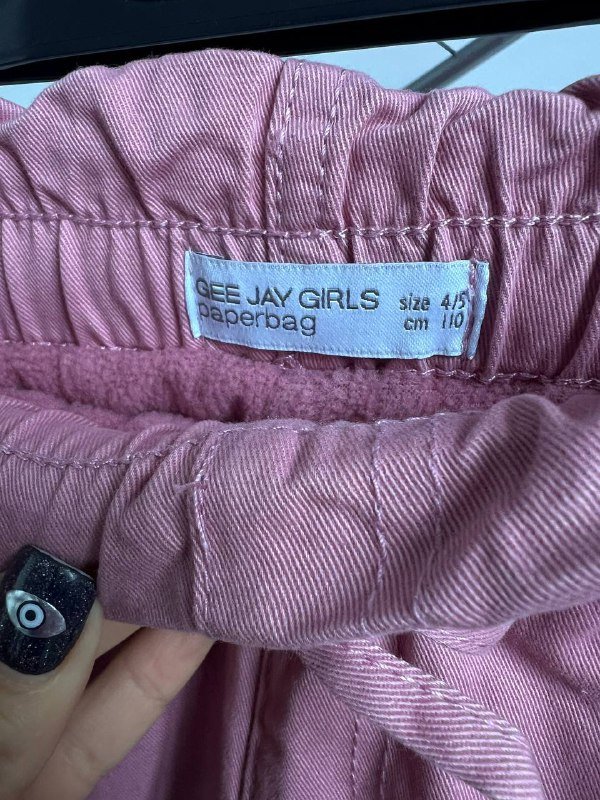 GEE JAY GIRLS size 4/5
paperbag cm 110